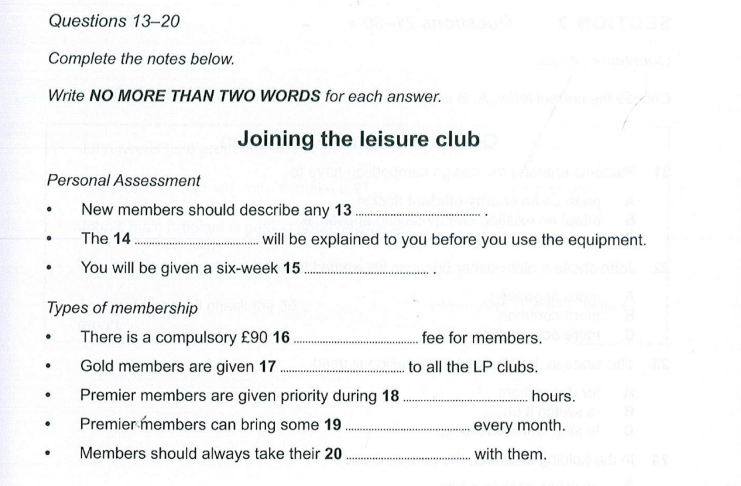 Questions 13–20
Complete the notes below.
Write NO MORE THAN TWO WORDS for each answer.
Joining the leisure club
Personal Assessment
• New members should describe any 13 .................................. .
• The 14 .................................. will be explained to you before you use the equipment.
• You will be given a six-week 15 .................................. .
Types of membership
• There is a compulsory £90 16 .................................. fee for members.
• Gold members are given 17 .................................. to all the LP clubs.
• Premier members are given priority during 18 .................................. hours.
• Premier members can bring some 19 .................................. every month.
• Members should always take their 20 .................................. with them.